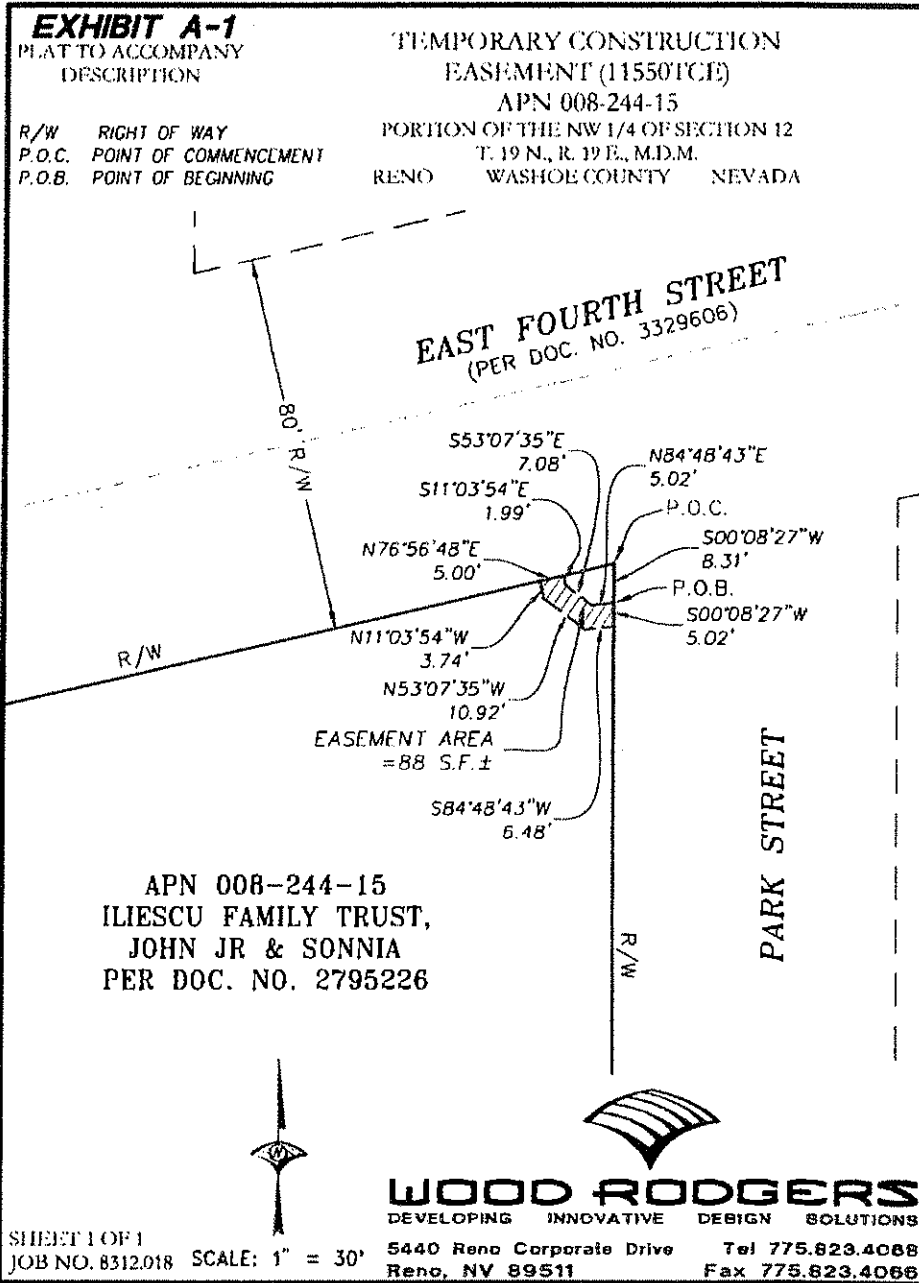 EXHIBIT A-1
PLAT TO ACCOMPANY
DESCRIPTION
R/W RIGHT OF WAY
P.O.C. POINT OF COMMENCEMENT
P.O.B. POINT OF BEGINNING
TEMPORARY CONSTRUCTION
EASEMENT (11550TCE)
APN 008-244-15
PORTION OF THE NW 1/4 OF SECTION 12
T. 19 N., R. 19 E., M.D.M.
RENO WASHOE COUNTY NEVADA
EAST FOURTH STREET
(PER DOC. NO. 3329606)
80' R/W
S53°07'35"E
7.08'
N84°48'43"E
5.02'
S11°03'54"E
1.99'
P.O.C.
S00°08'27"W
8.31'
N76°56'48"E
5.00'
P.O.B.
S00°08'27"W
5.02'
N11°03'54"W
3.74'
R/W
N53°07'35"W
10.92'
EASEMENT AREA
=88 S.F.±
S84°48'43"W
6.48'
PARK STREET
R/W
APN 008-244-15
ILIESCU FAMILY TRUST,
JOHN JR & SONNIA
PER DOC. NO. 2795226
N
WOOD RODGERS
DEVELOPING INNOVATIVE DESIGN SOLUTIONS
5440 Reno Corporate Drive Tel 775.823.4068
Reno, NV 89511 Fax 775.823.4066
SHEET 1 OF 1
JOB NO. 8312.018 SCALE: 1" = 30'